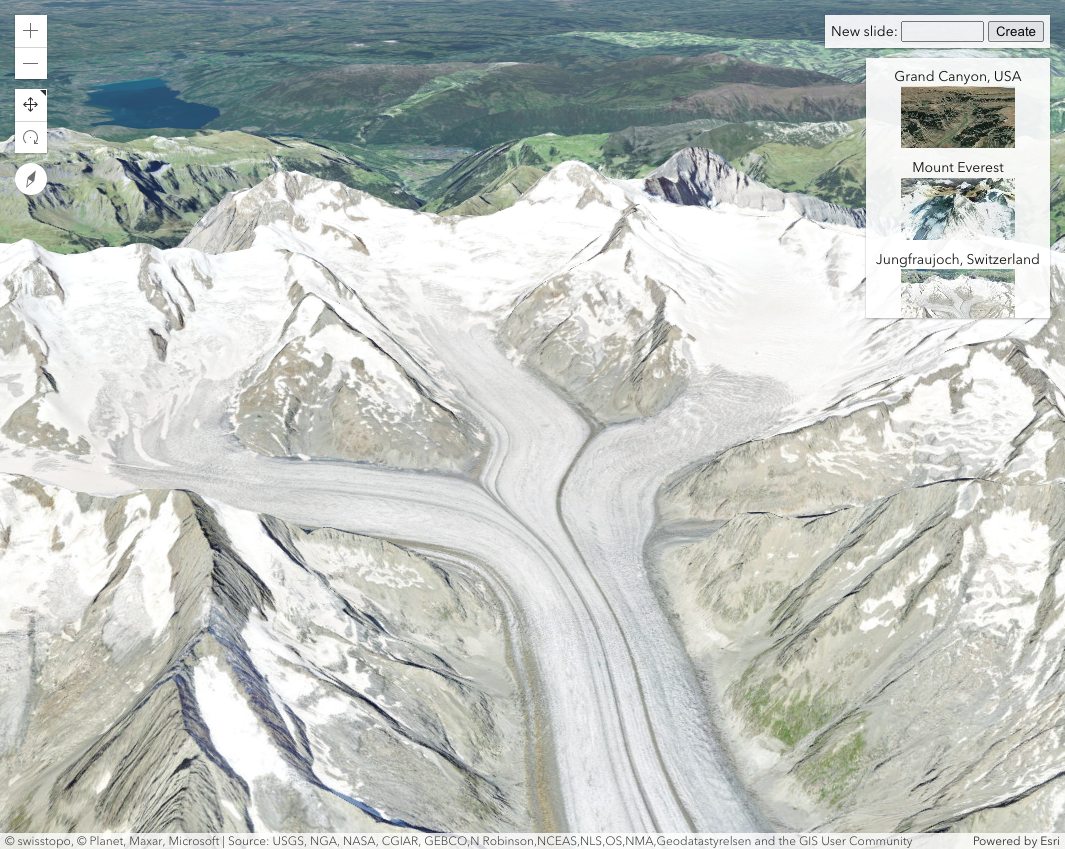 New slide: Create
Grand Canyon, USA
Mount Everest
Jungfraujoch, Switzerland
© swisstopo, © Planet, Maxar, Microsoft | Source: USGS, NGA, NASA, CGIAR, GEBCO,N Robinson,NCEAS,NLS,OS,NMA,Geodatastyrelsen and the GIS User Community Powered by Esri